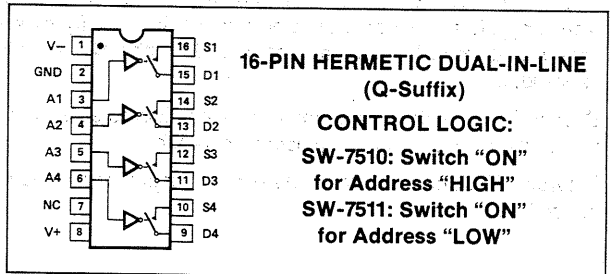 V− 1 16 S1
GND 2 15 D1
A1 3 14 S2
A2 4 13 D2
A3 5 12 S3
A4 6 11 D3
NC 7 10 S4
V+ 8 9 D4
16-PIN HERMETIC DUAL-IN-LINE
(Q-Suffix)
CONTROL LOGIC:
SW-7510: Switch "ON"
for Address "HIGH"
SW-7511: Switch "ON"
for Address "LOW"